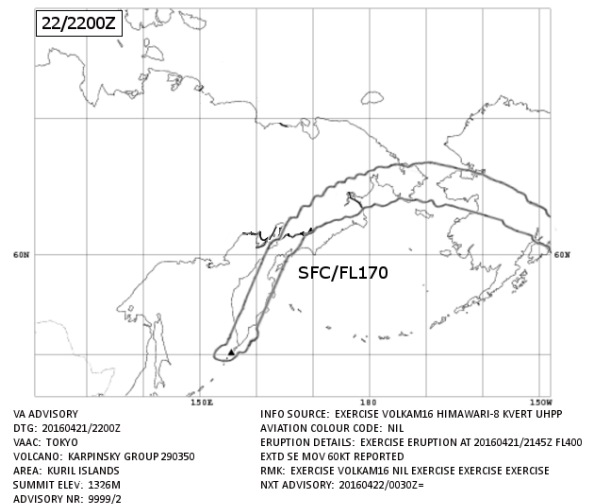 22/2200Z
60N
60N
SFC/FL170
150E
180
150W
VA ADVISORY
DTG: 20160421/2200Z
VAAC: TOKYO
VOLCANO: KARPINSKY GROUP 290350
AREA: KURIL ISLANDS
SUMMIT ELEV: 1326M
ADVISORY NR: 9999/2
INFO SOURCE: EXERCISE VOLKAM16 HIMAWARI-8 KVERT UHPP
AVIATION COLOUR CODE: NIL
ERUPTION DETAILS: EXERCISE ERUPTION AT 20160421/2145Z FL400
EXTD SE MOV 60KT REPORTED
RMK: EXERCISE VOLKAM16 NIL EXERCISE EXERCISE EXERCISE
NXT ADVISORY: 20160422/0030Z=